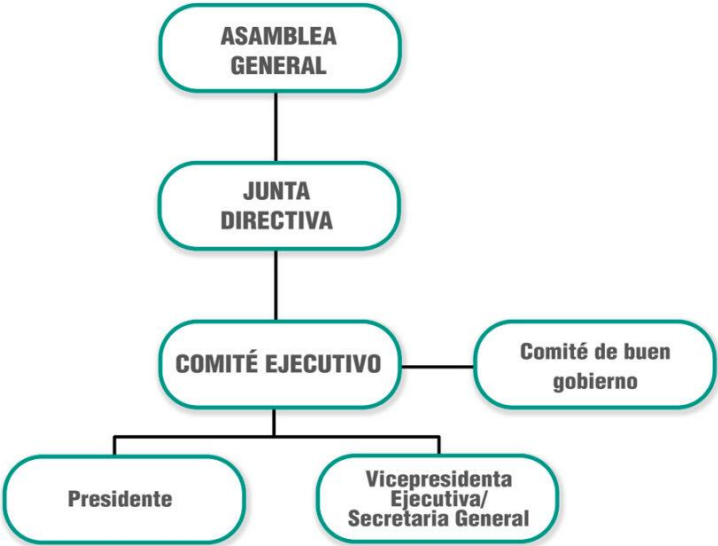 ASAMBLEA
GENERAL
JUNTA
DIRECTIVA
COMITÉ EJECUTIVO
Comité de buen
gobierno
Presidente
Vicepresidenta
Ejecutiva/
Secretaria General